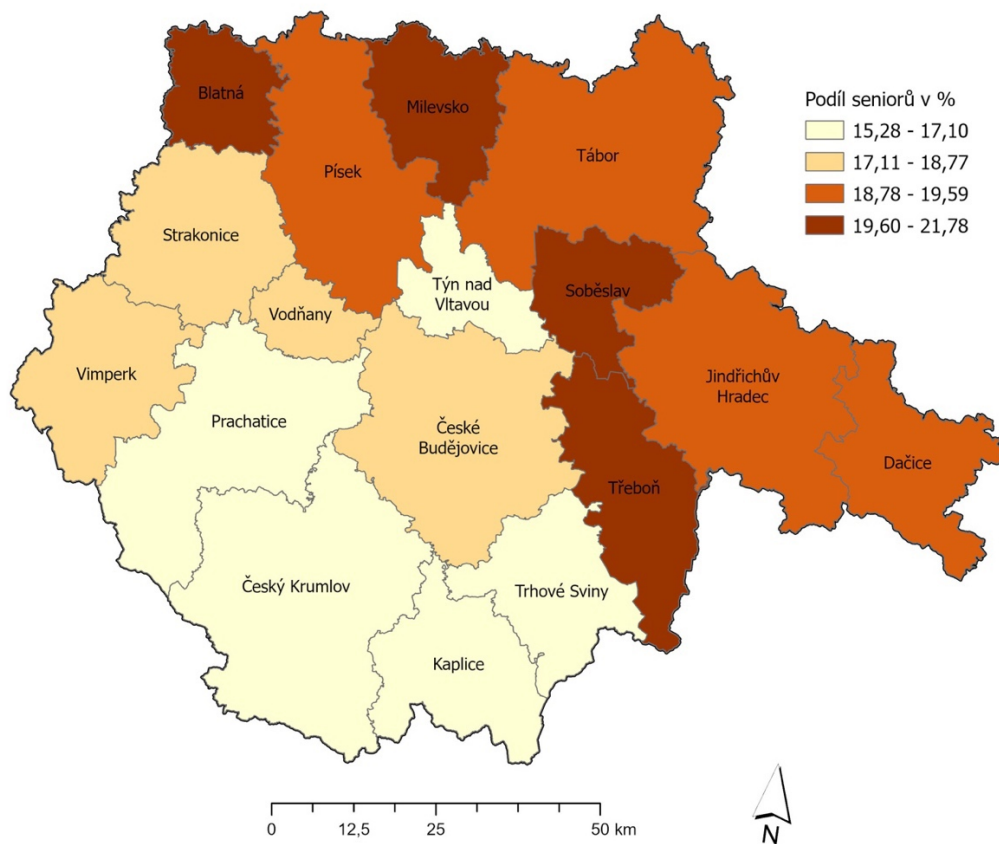 Blatná
Milevsko
Písek
Tábor
Podíl seniorů v %
15,28 - 17,10
17,11 - 18,77
18,78 - 19,59
19,60 - 21,78
Strakonice
Týn nad
Vltavou
Soběslav
Vodňany
Vimperk
Jindřichův
Hradec
Prachatice
České
Budějovice
Dačice
Třeboň
Český Krumlov
Trhové Sviny
Kaplice
0 12,5 25 50 km
N